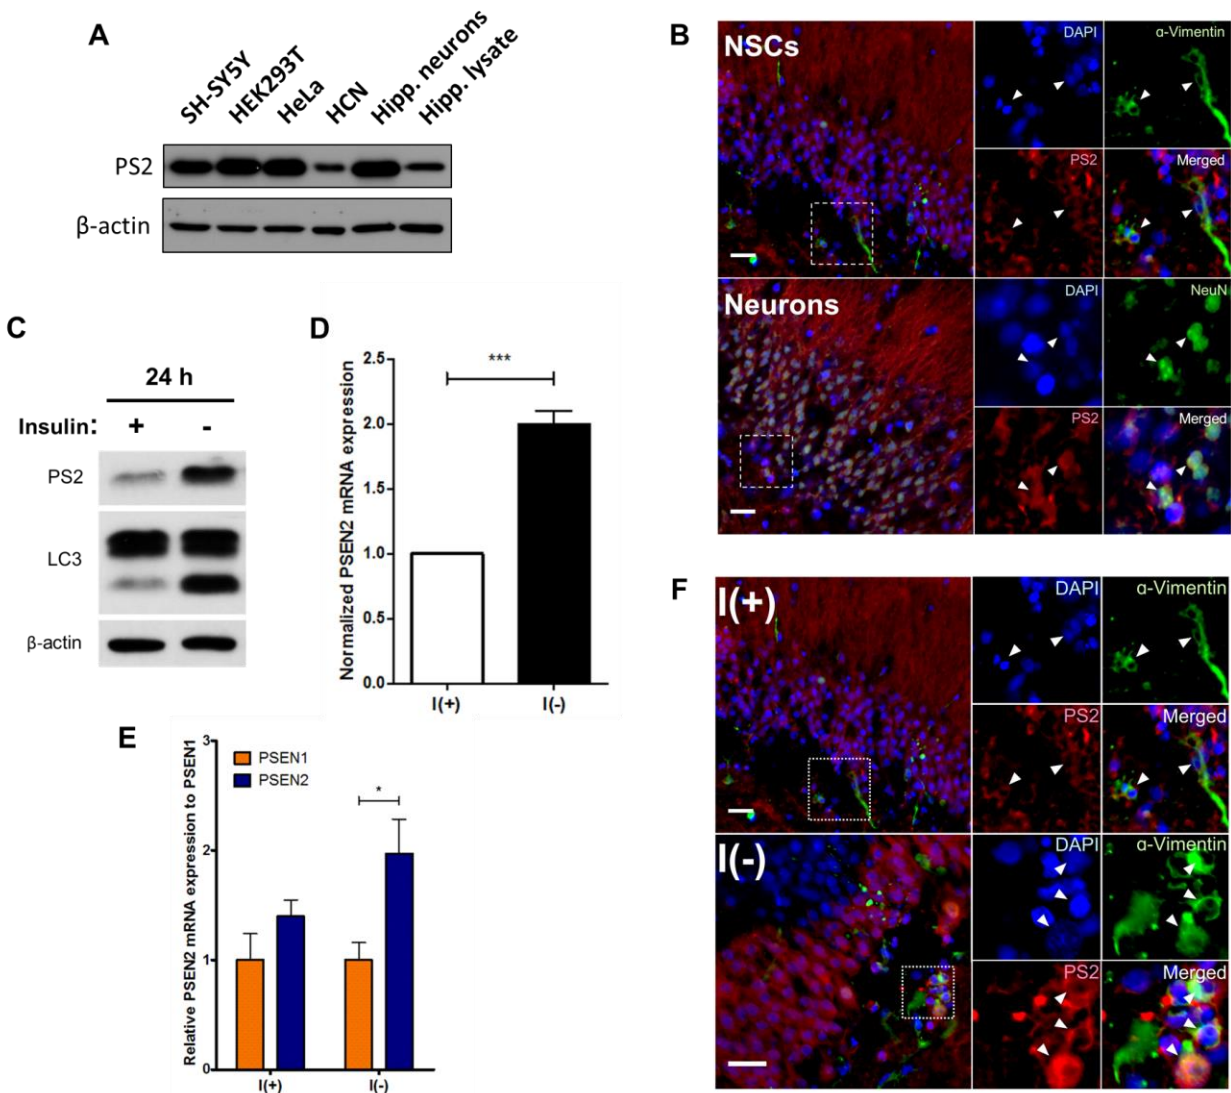 A
SH-SY5Y
HEK293T
HeLa
HCN
Hipp. neurons
Hipp. lysate
PS2
β-actin
B
NSCs
DAPI
α-Vimentin
PS2
Merged
Neurons
DAPI
NeuN
PS2
Merged
C
24 h
Insulin: + -
PS2
LC3
β-actin
D
Normalized PSEN2 mRNA expression
2.5
2.0
1.5
1.0
0.5
0.0
***
I(+)
I(-)
E
Relative PSEN2 mRNA expression to PSEN1
3
2
1
0
PSEN1
PSEN2
*
I(+)
I(-)
F
I(+)
DAPI
α-Vimentin
PS2
Merged
I(-)
DAPI
α-Vimentin
PS2
Merged